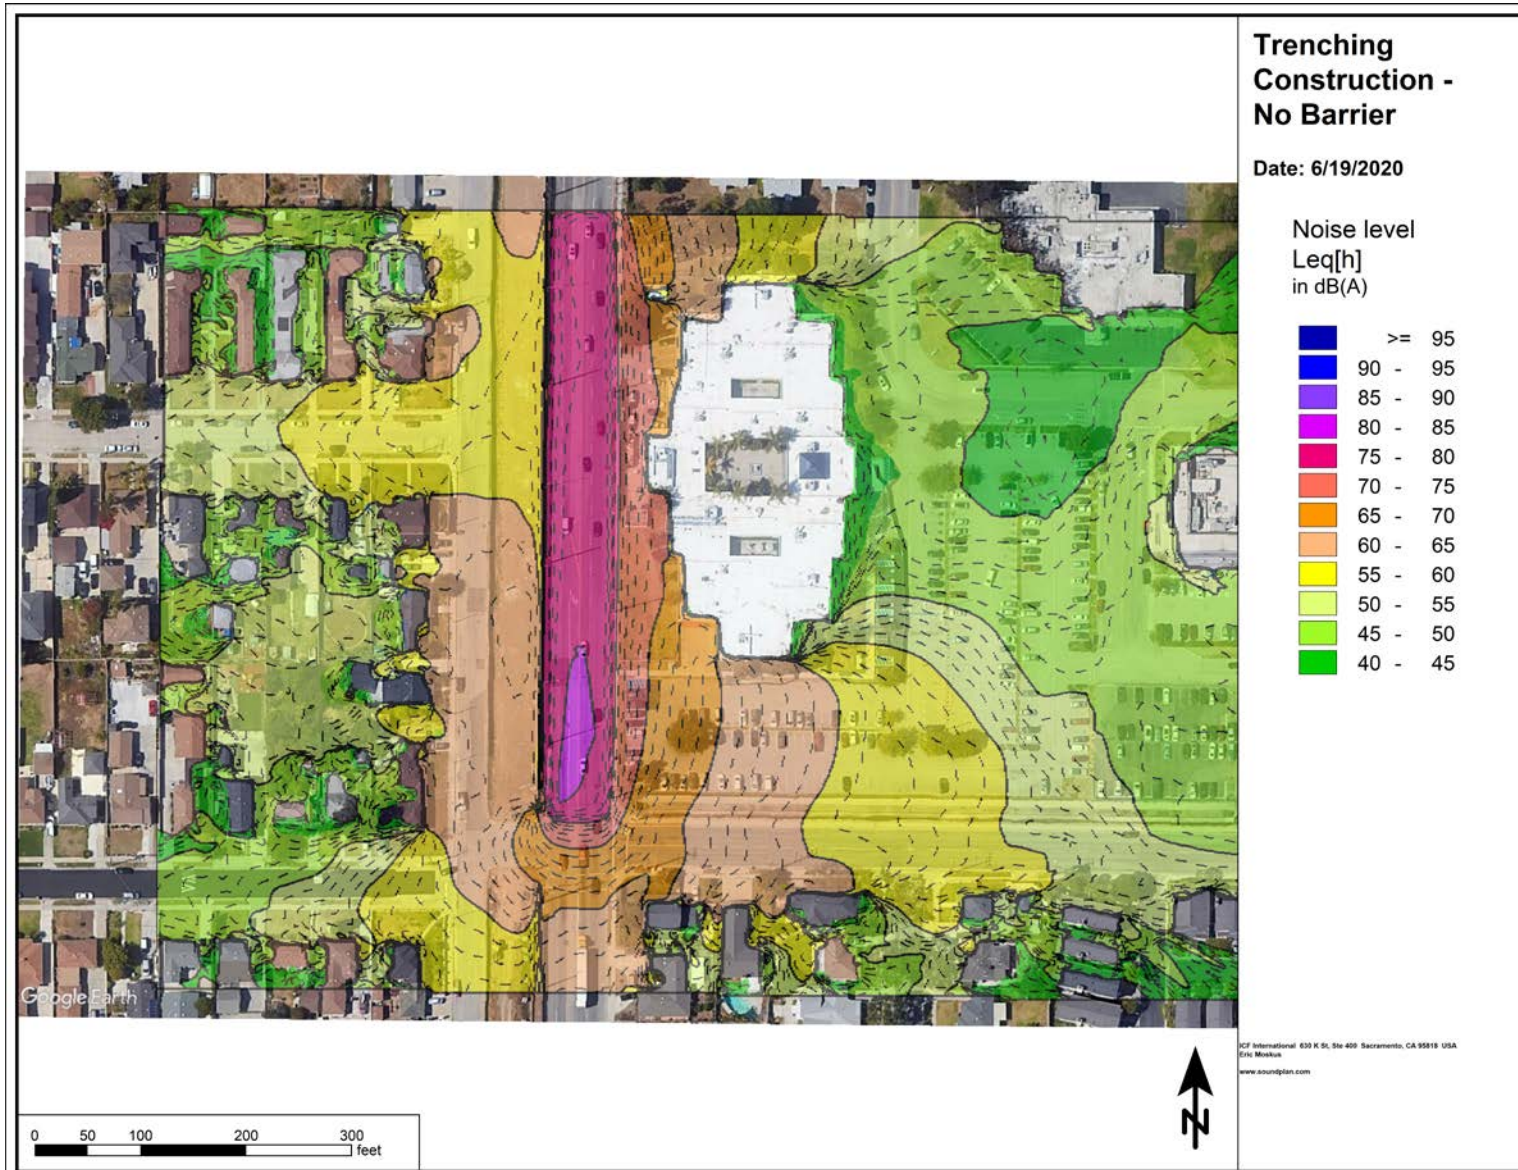 Trenching
Construction -
No Barrier
Date: 6/19/2020
Noise level
Leq[h]
in dB(A)
>= 95
90 - 95
85 - 90
80 - 85
75 - 80
70 - 75
65 - 70
60 - 65
55 - 60
50 - 55
45 - 50
40 - 45
Google Earth
ICF International 630 K St, Ste 400 Sacramento, CA 95818 USA
Eric Moskus
www.soundplan.com
N
0 50 100 200 300
feet